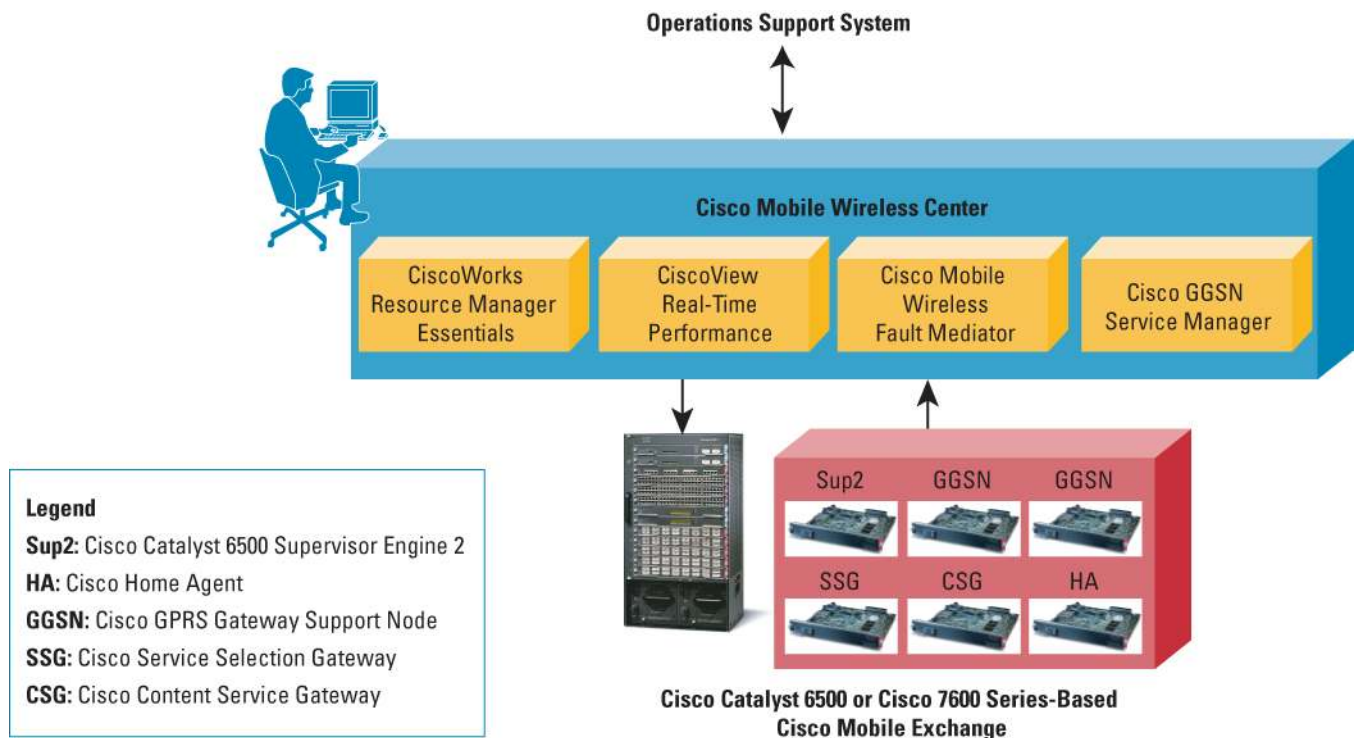 Operations Support System
Cisco Mobile Wireless Center
CiscoWorks
Resource Manager
Essentials
CiscoView
Real-Time
Performance
Cisco Mobile
Wireless
Fault Mediator
Cisco GGSN
Service Manager
Sup2
GGSN
GGSN
SSG
CSG
HA
Cisco Catalyst 6500 or Cisco 7600 Series-Based
Cisco Mobile Exchange
Legend
Sup2: Cisco Catalyst 6500 Supervisor Engine 2
HA: Cisco Home Agent
GGSN: Cisco GPRS Gateway Support Node
SSG: Cisco Service Selection Gateway
CSG: Cisco Content Service Gateway